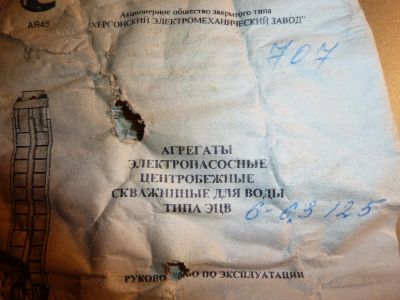 Акционерное общество закрытого типа
"ХЕРСОНСКИЙ ЭЛЕКТРОМЕХАНИЧЕСКИЙ ЗАВОД"
АЯ45
707
АГРЕГАТЫ
ЭЛЕКТРОНАСОСНЫЕ
ЦЕНТРОБЕЖНЫЕ
СКВАЖИННЫЕ ДЛЯ ВОДЫ
ТИПА ЭЦВ 6-6,3 125
ПО ЭКСПЛУАТАЦИИ